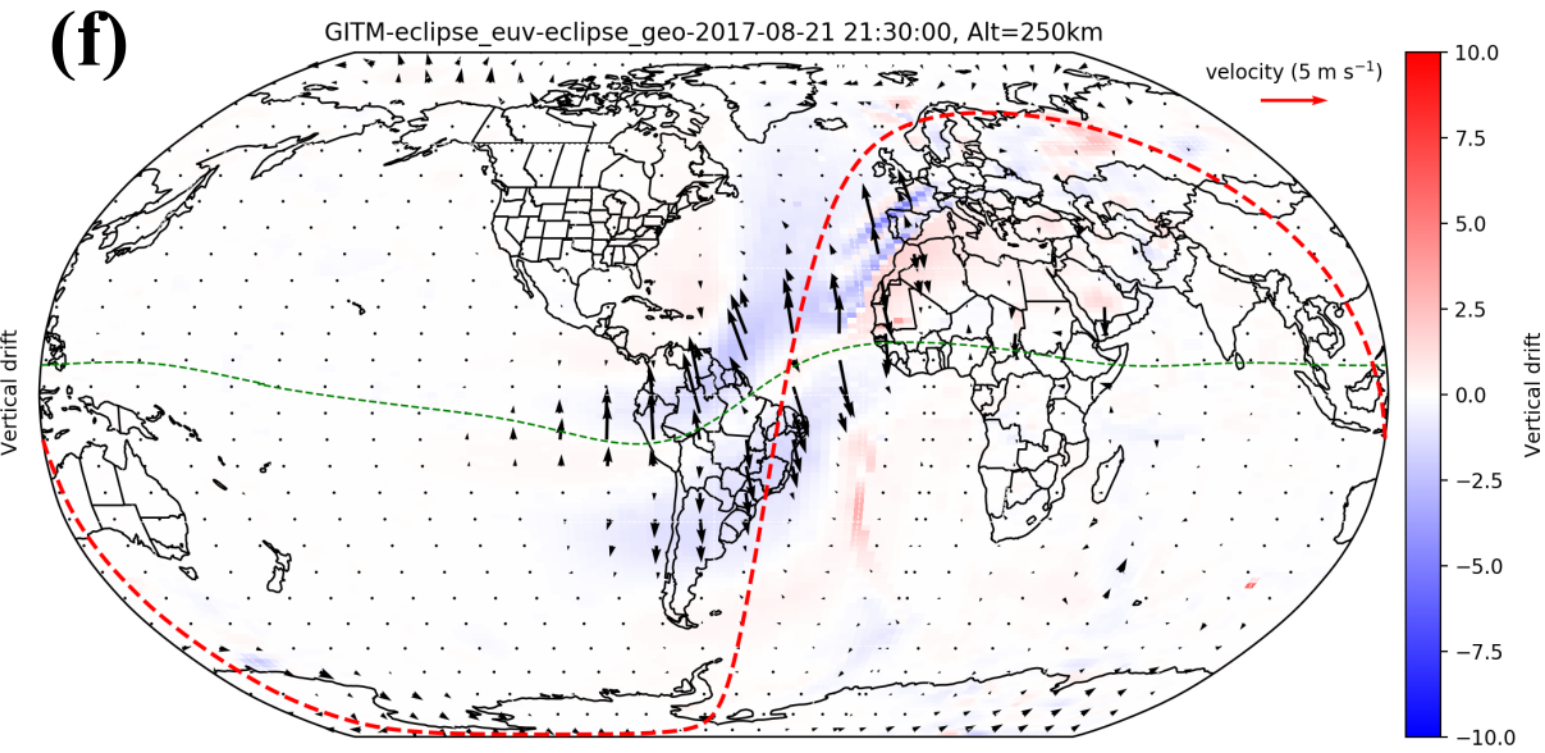 (f)
GITM-eclipse_euv-eclipse_geo-2017-08-21 21:30:00, Alt=250km
velocity (5 m s⁻¹)
Vertical drift
10.0
7.5
5.0
2.5
0.0
−2.5
−5.0
−7.5
−10.0
Vertical drift